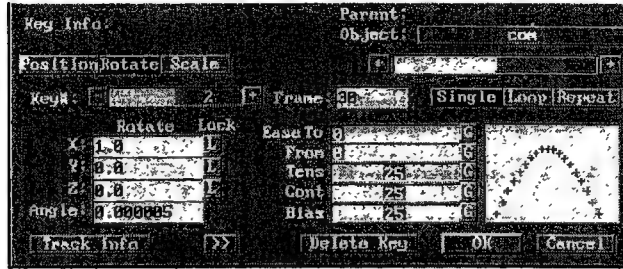 Key Info:
Parent:
Object: com
Position Rotate Scale
Key#: - 2 + Frame: 30 Single Loop Repeat
Rotate Lock
X: 1.0 L
Y: 0.0 L
Z: 0.0 L
Angle: 0.000005
Ease To 0 G
From 0 G
Tens 25 G
Cont 25 G
Bias 25 G
Track Info >> Delete Key OK Cancel